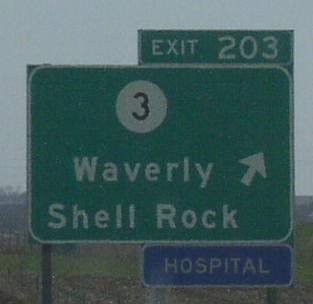 EXIT 203
3
Waverly
Shell Rock
HOSPITAL